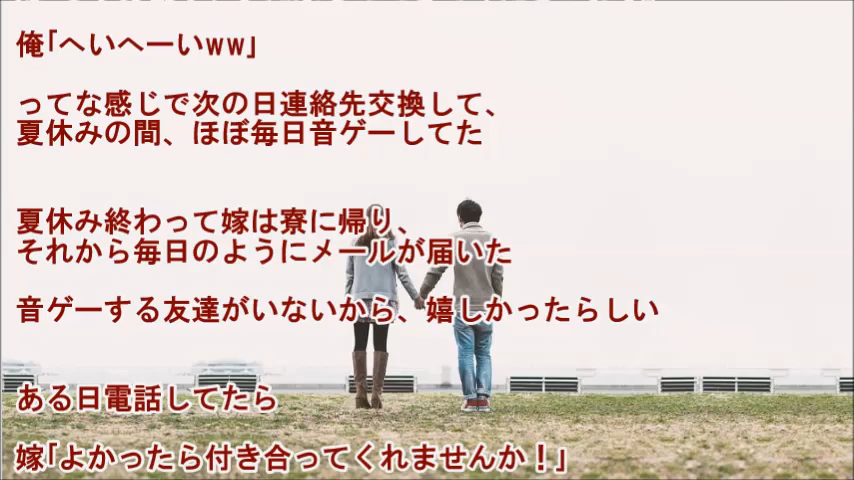 俺｢へいへーいww｣
ってな感じで次の日連絡先交換して、
夏休みの間、ほぼ毎日音ゲーしてた
夏休み終わって嫁は寮に帰り、
それから毎日のようにメールが届いた
音ゲーする友達がいないから、嬉しかったらしい
ある日電話してたら
嫁｢よかったら付き合ってくれませんか！｣